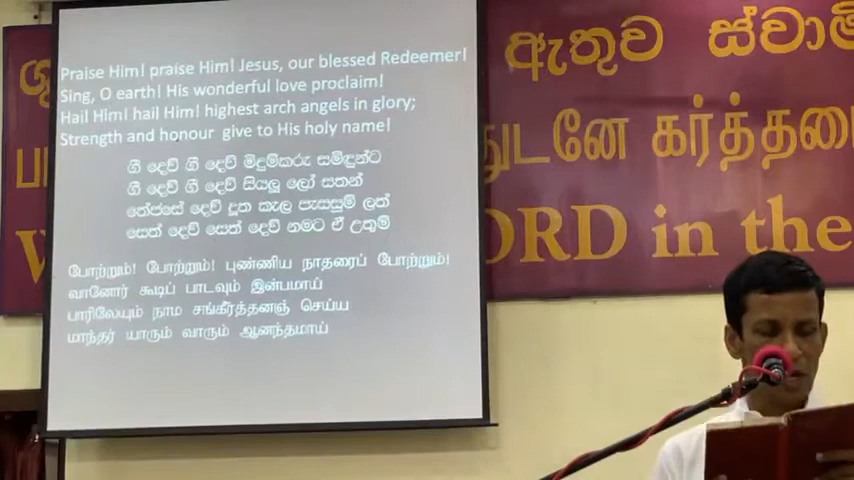 Praise Him! praise Him! Jesus, our blessed Redeemer!
Sing, O earth! His wonderful love proclaim!
Hail Him! hail Him! highest arch angels in glory;
Strength and honour give to His holy name!
ගී දෙව් ගී දෙව් මිදුම්කරු සමිඳුන්ට
ගී දෙව් ගී දෙව් සියලූ ලෝ සතන්
තේජසේ දෙව් දූත කැලෙ පැසසුම් ලත්
සෙත් දෙව් සෙත් දෙව් නමට ඒ උතුම්
போற்றும்! போற்றும்! புண்ணிய நாதரைப் போற்றும்!
வானோர் கூடிப் பாடவும் இன்பமாய்
பாரிலேயும் நாம சங்கீர்த்தனஞ் செய்ய
மாந்தர் யாரும் வாரும் ஆனந்தமாய்
ඇතුව ස්වාමි
துடனே கர்த்தரு
ORD in the